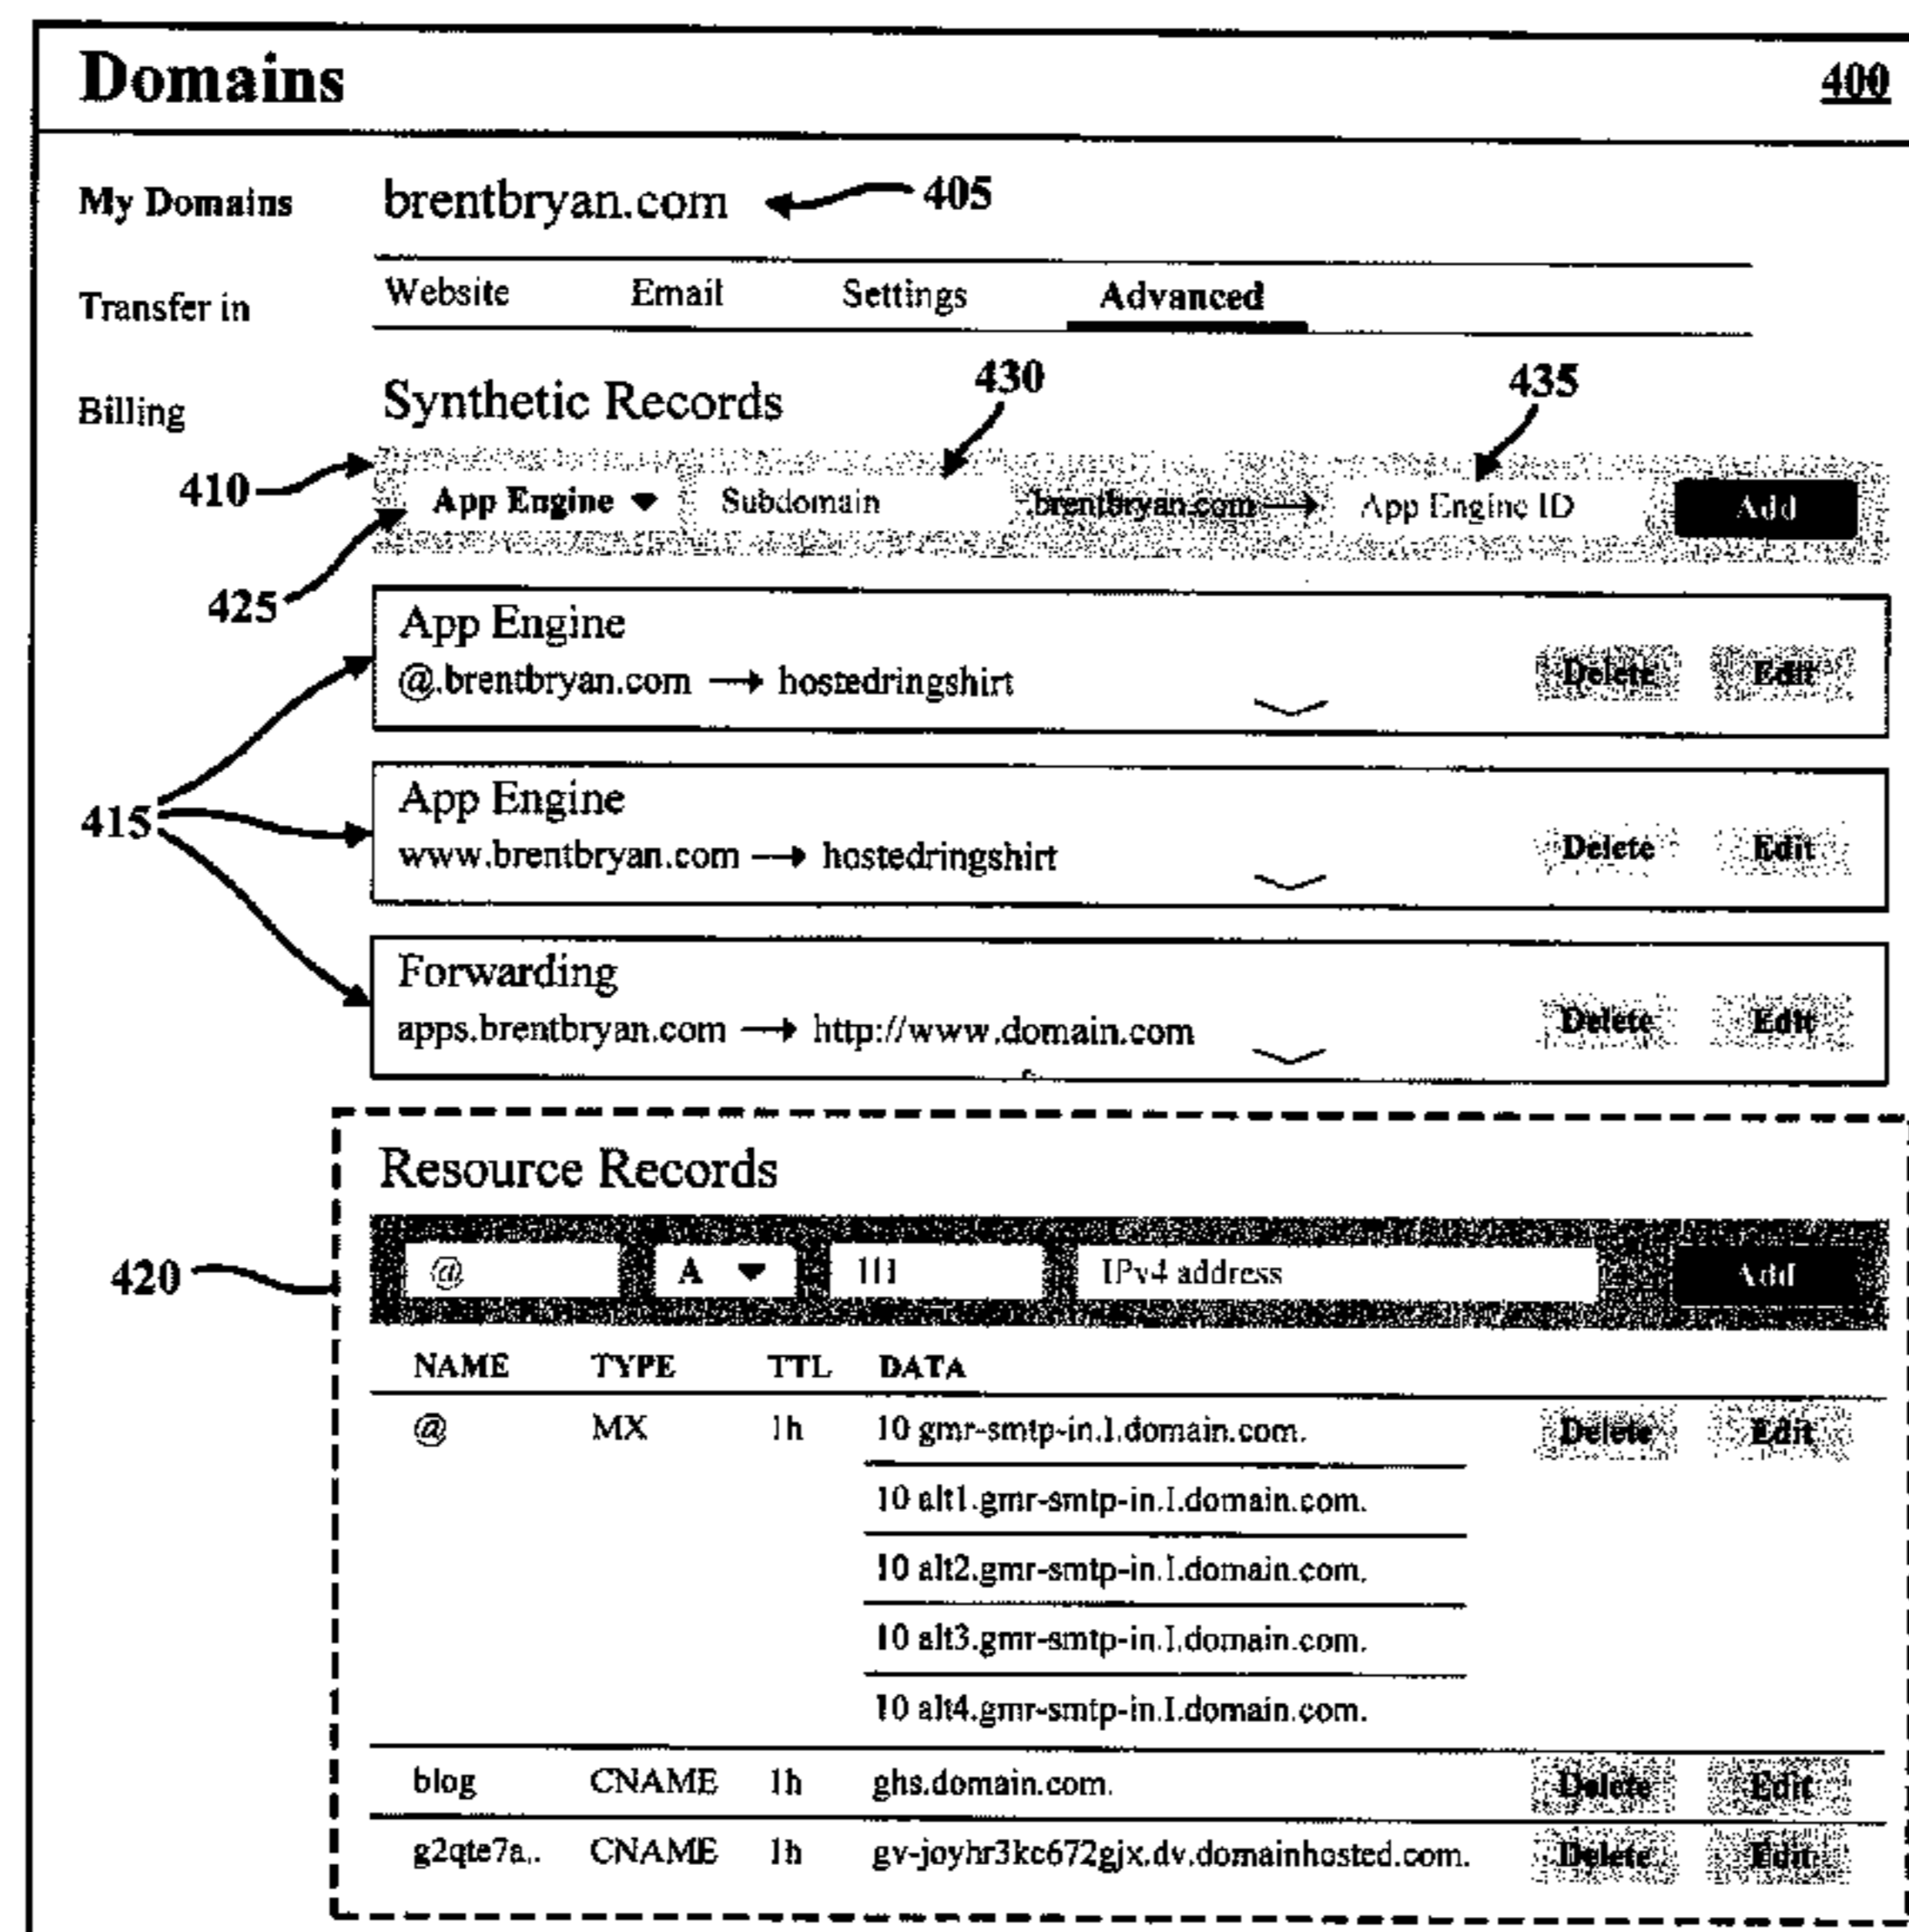 Domains 400
My Domains brentbryan.com 405
Transfer in Website Email Settings Advanced
Billing Synthetic Records 430 435
410 App Engine Subdomain .brentbryan.com → App Engine ID Add
425
App Engine
@.brentbryan.com → hostedringshirt Delete Edit
415
App Engine
www.brentbryan.com → hostedringshirt Delete Edit
Forwarding
apps.brentbryan.com → http://www.domain.com Delete Edit
Resource Records
420 @ A IPv4 address Add
NAME TYPE TTL DATA
@ MX 1h 10 gmr-smtp-in.l.domain.com. Delete Edit
10 alt1.gmr-smtp-in.l.domain.com.
10 alt2.gmr-smtp-in.l.domain.com.
10 alt3.gmr-smtp-in.l.domain.com.
10 alt4.gmr-smtp-in.l.domain.com.
blog CNAME 1h ghs.domain.com. Delete Edit
g2qte7a.. CNAME 1h gv-joyhr3kc672gjx.dv.domainhosted.com. Delete Edit